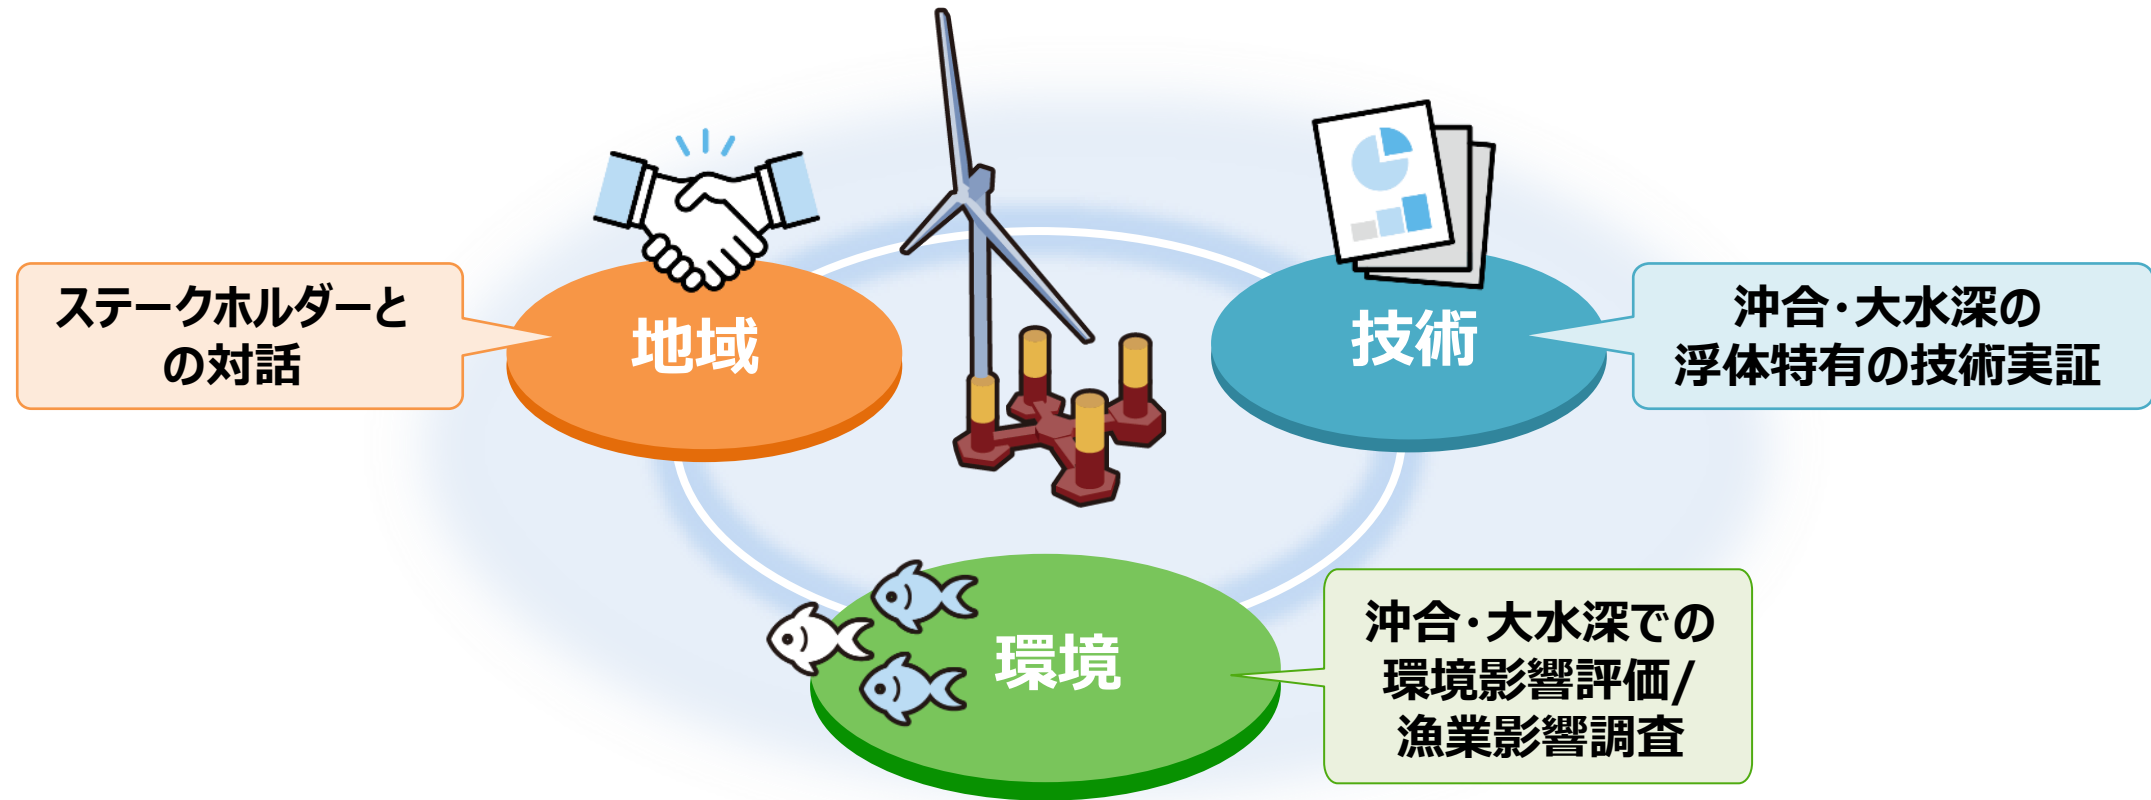 ステークホルダーと
の対話
地域
技術
沖合・大水深の
浮体特有の技術実証
環境
沖合・大水深での
環境影響評価/
漁業影響調査